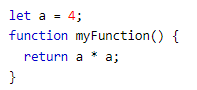 let a = 4;
function myFunction() {
  return a * a;
}